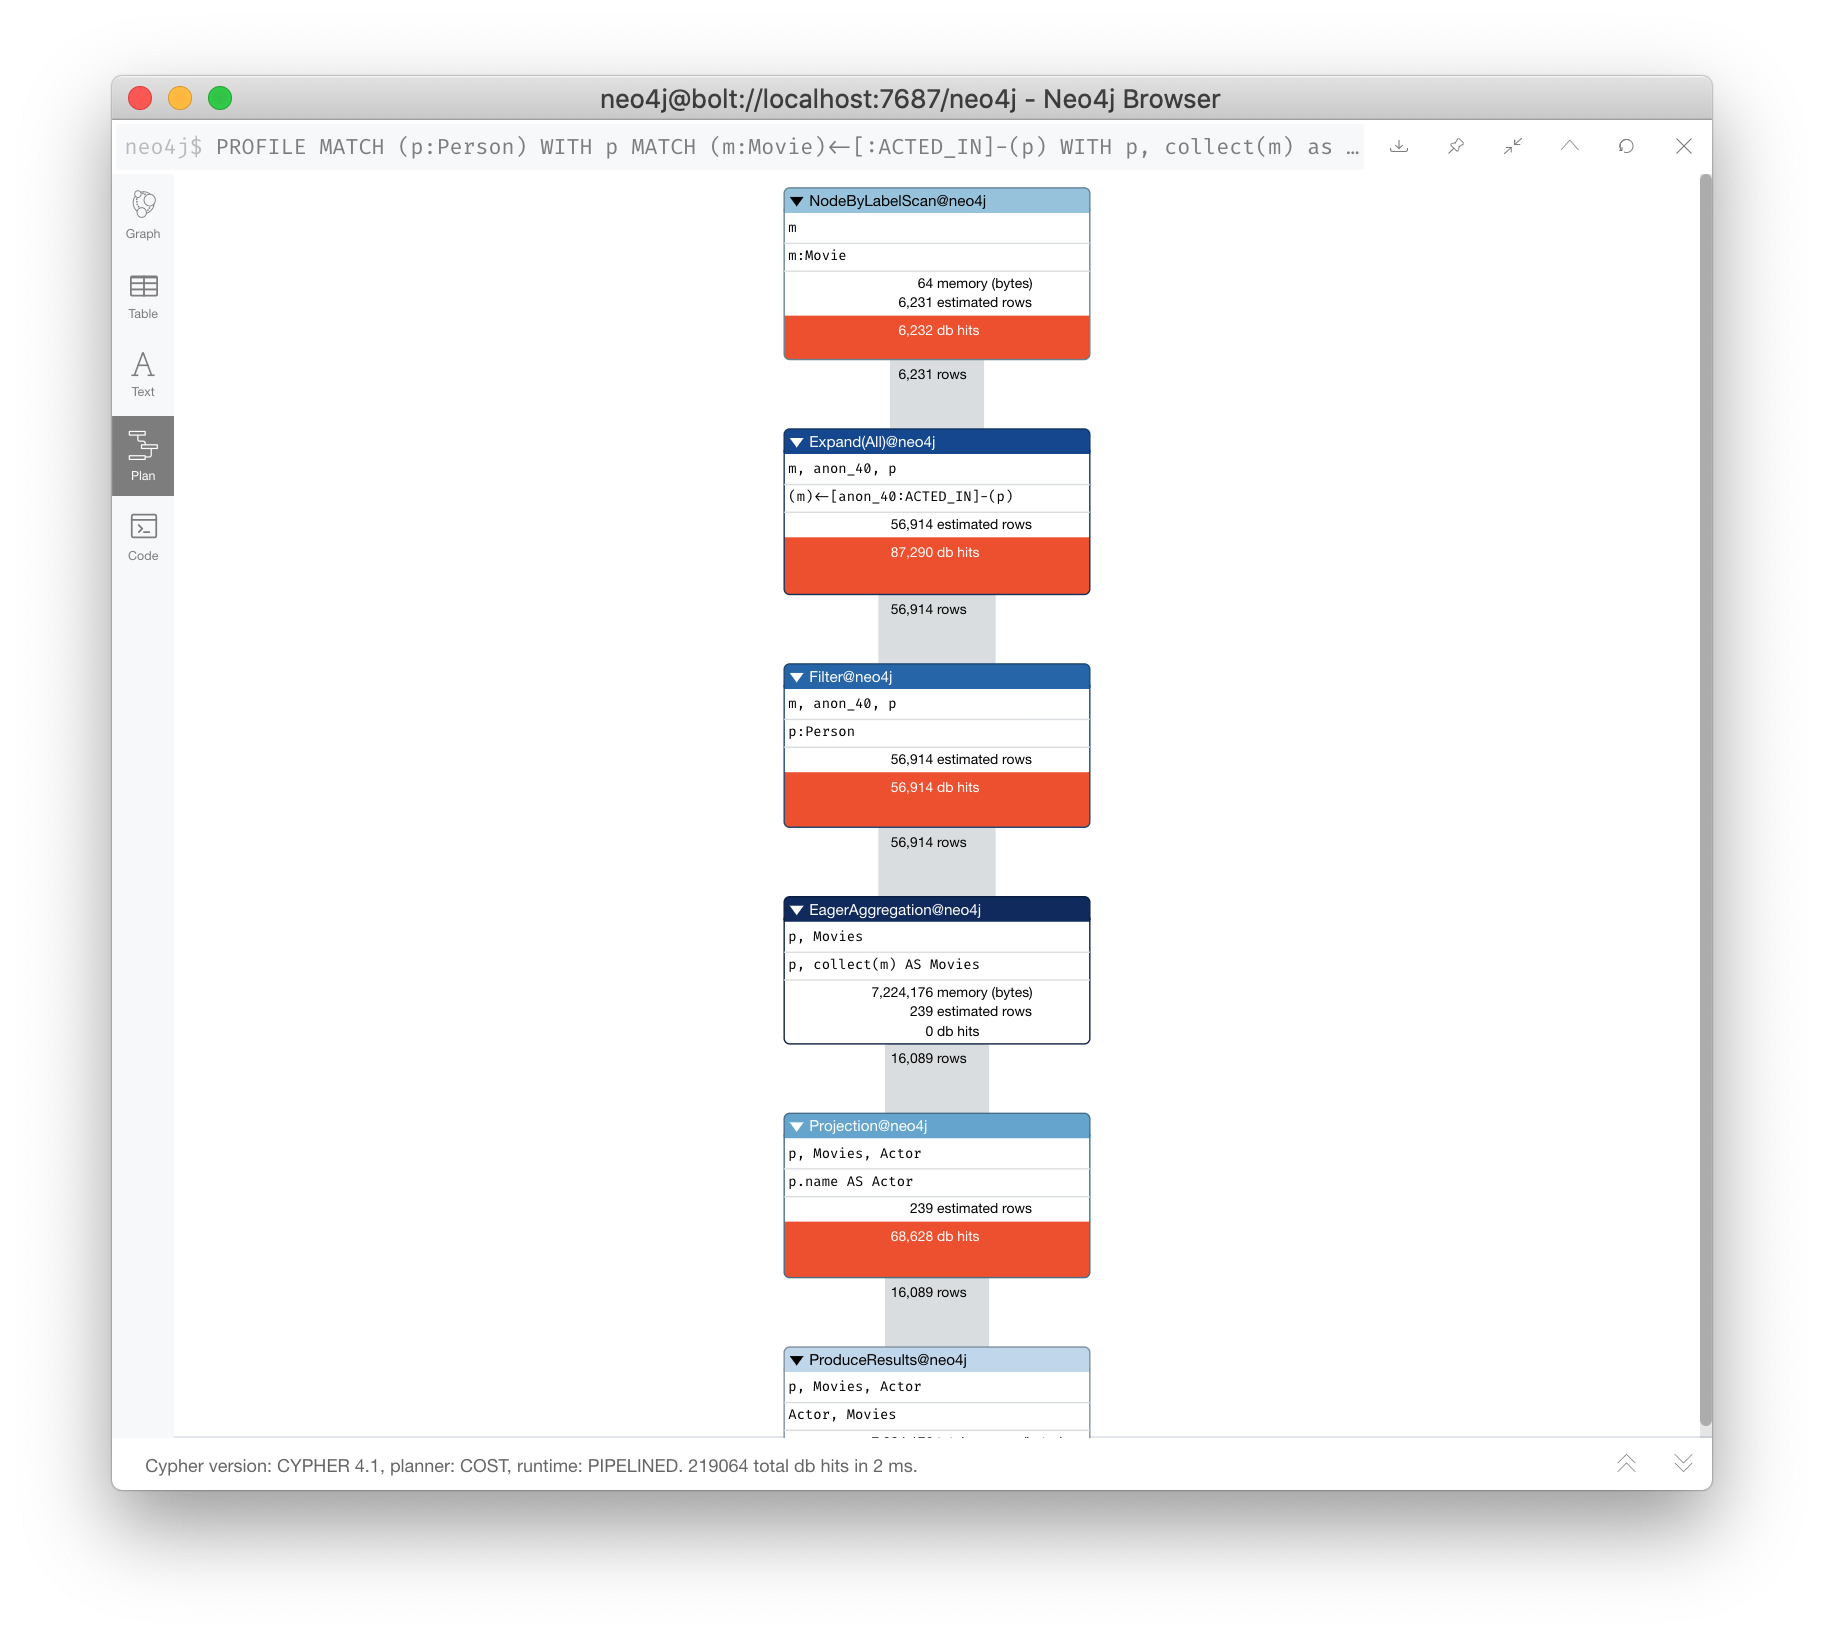 neo4j@bolt://localhost:7687/neo4j - Neo4j Browser
neo4j$ PROFILE MATCH (p:Person) WITH p MATCH (m:Movie)<-[:ACTED_IN]-(p) WITH p, collect(m) as …
Graph
Table
Text
Plan
Code
NodeByLabelScan@neo4j
m
m:Movie
64 memory (bytes)
6,231 estimated rows
6,232 db hits
6,231 rows
Expand(All)@neo4j
m, anon_40, p
(m)<-[anon_40:ACTED_IN]-(p)
56,914 estimated rows
87,290 db hits
56,914 rows
Filter@neo4j
m, anon_40, p
p:Person
56,914 estimated rows
56,914 db hits
56,914 rows
EagerAggregation@neo4j
p, Movies
p, collect(m) AS Movies
7,224,176 memory (bytes)
239 estimated rows
0 db hits
16,089 rows
Projection@neo4j
p, Movies, Actor
p.name AS Actor
239 estimated rows
68,628 db hits
16,089 rows
ProduceResults@neo4j
p, Movies, Actor
Actor, Movies
Cypher version: CYPHER 4.1, planner: COST, runtime: PIPELINED. 219064 total db hits in 2 ms.